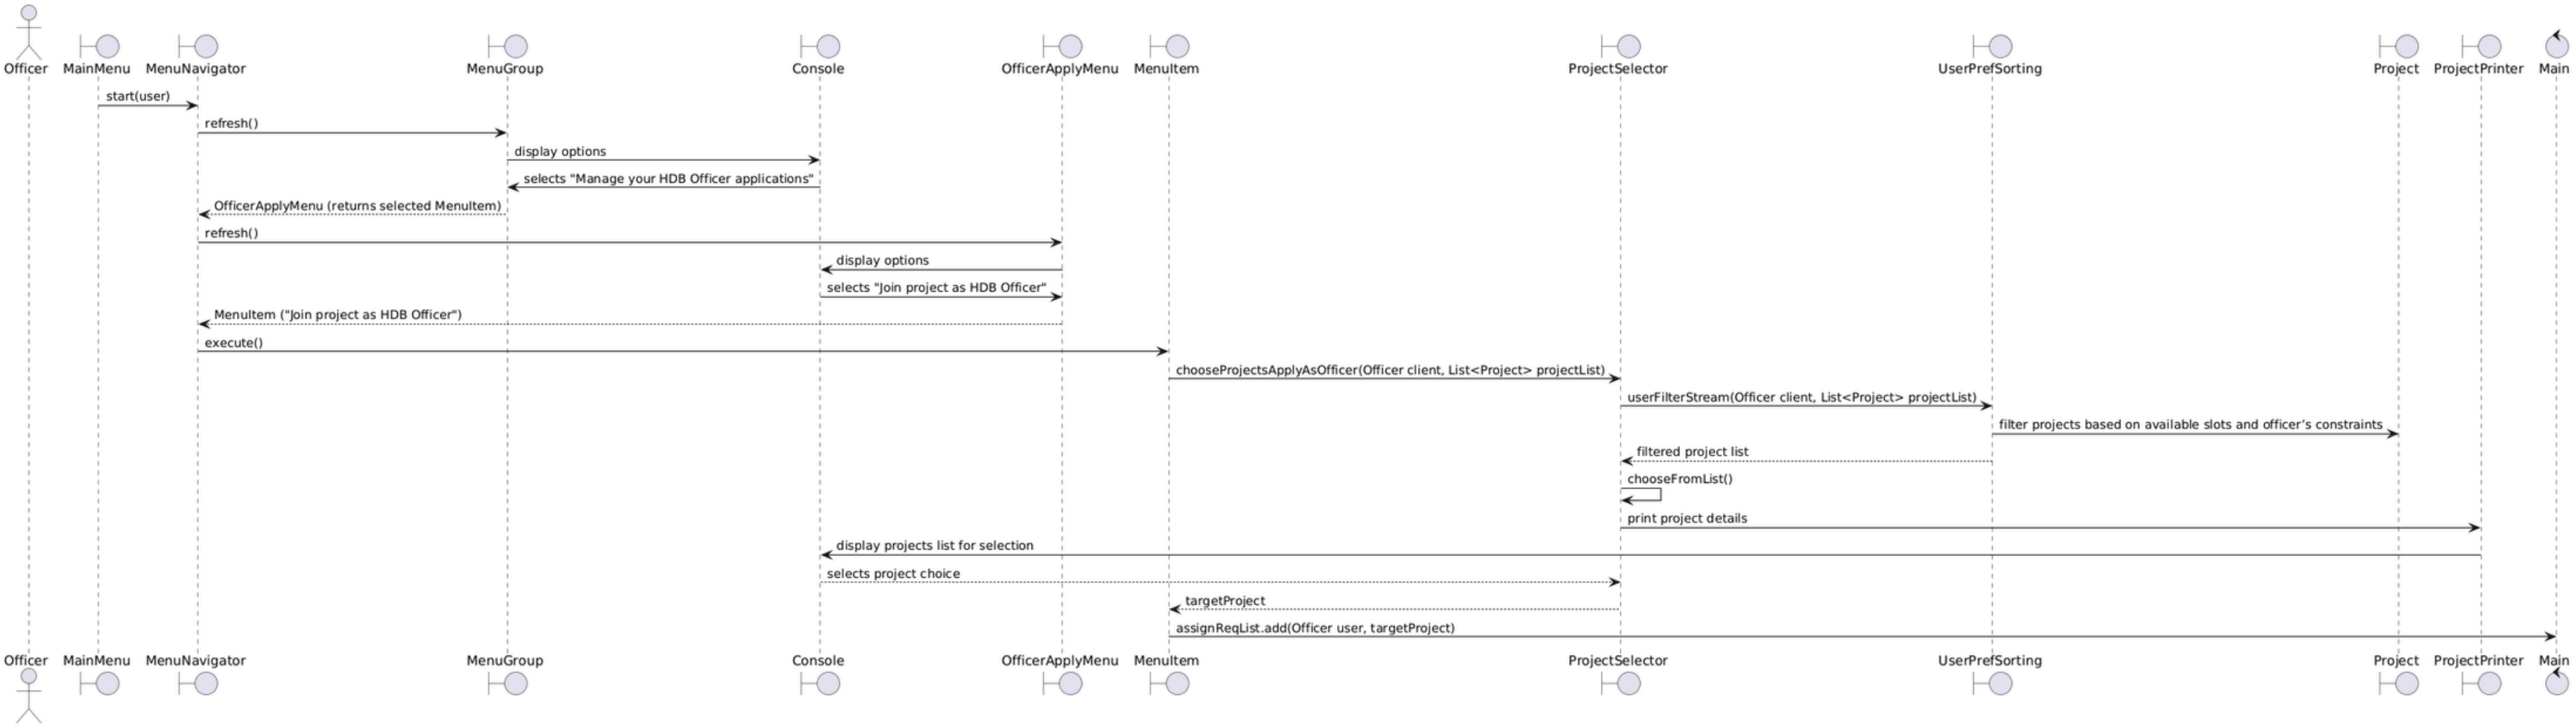 Officer
MainMenu
MenuNavigator
MenuGroup
Console
OfficerApplyMenu
MenuItem
ProjectSelector
UserPrefSorting
Project
ProjectPrinter
Main
start(user)
refresh()
display options
selects "Manage your HDB Officer applications"
OfficerApplyMenu (returns selected MenuItem)
refresh()
display options
selects "Join project as HDB Officer"
MenuItem ("Join project as HDB Officer")
execute()
chooseProjectsApplyAsOfficer(Officer client, List<Project> projectList)
userFilterStream(Officer client, List<Project> projectList)
filter projects based on available slots and officer’s constraints
filtered project list
chooseFromList()
print project details
display projects list for selection
selects project choice
targetProject
assignReqList.add(Officer user, targetProject)
Officer
MainMenu
MenuNavigator
MenuGroup
Console
OfficerApplyMenu
MenuItem
ProjectSelector
UserPrefSorting
Project
ProjectPrinter
Main